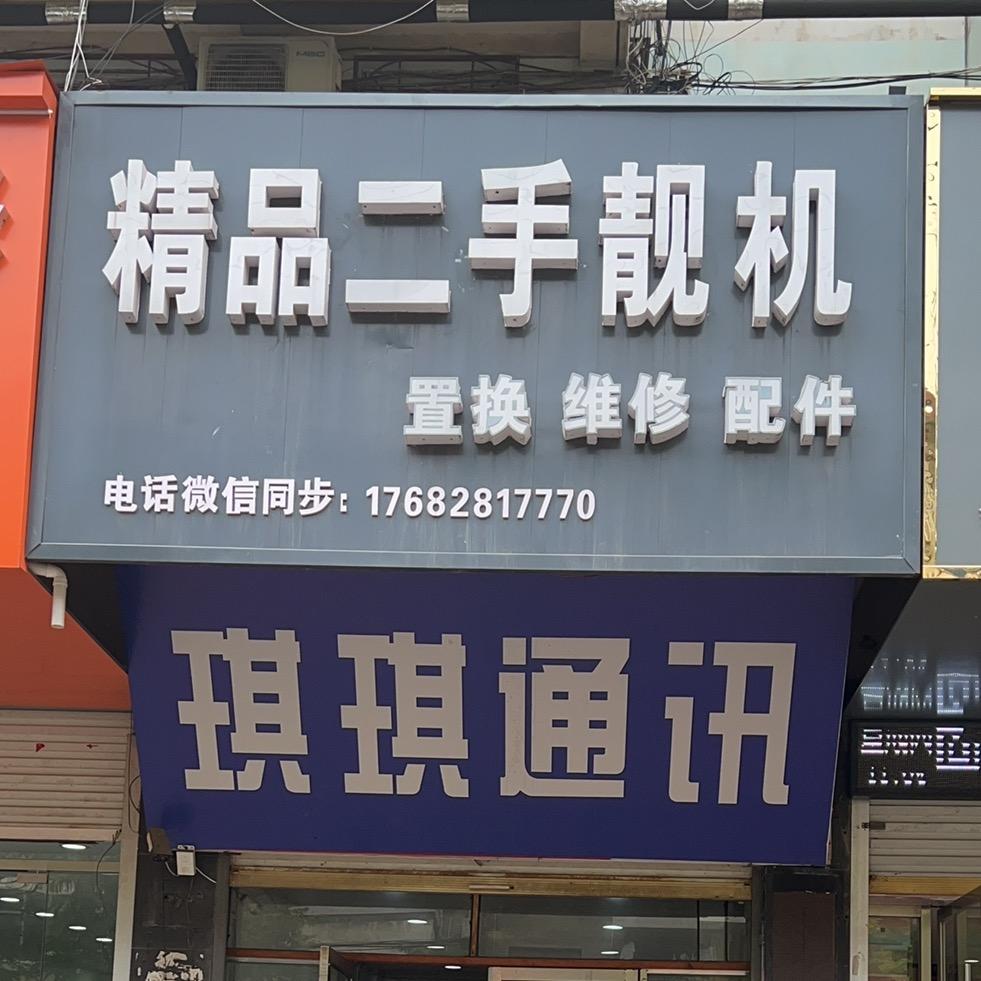 精品二手靓机
置换 维修 配件
电话微信同步: 17682817770
琪琪通讯